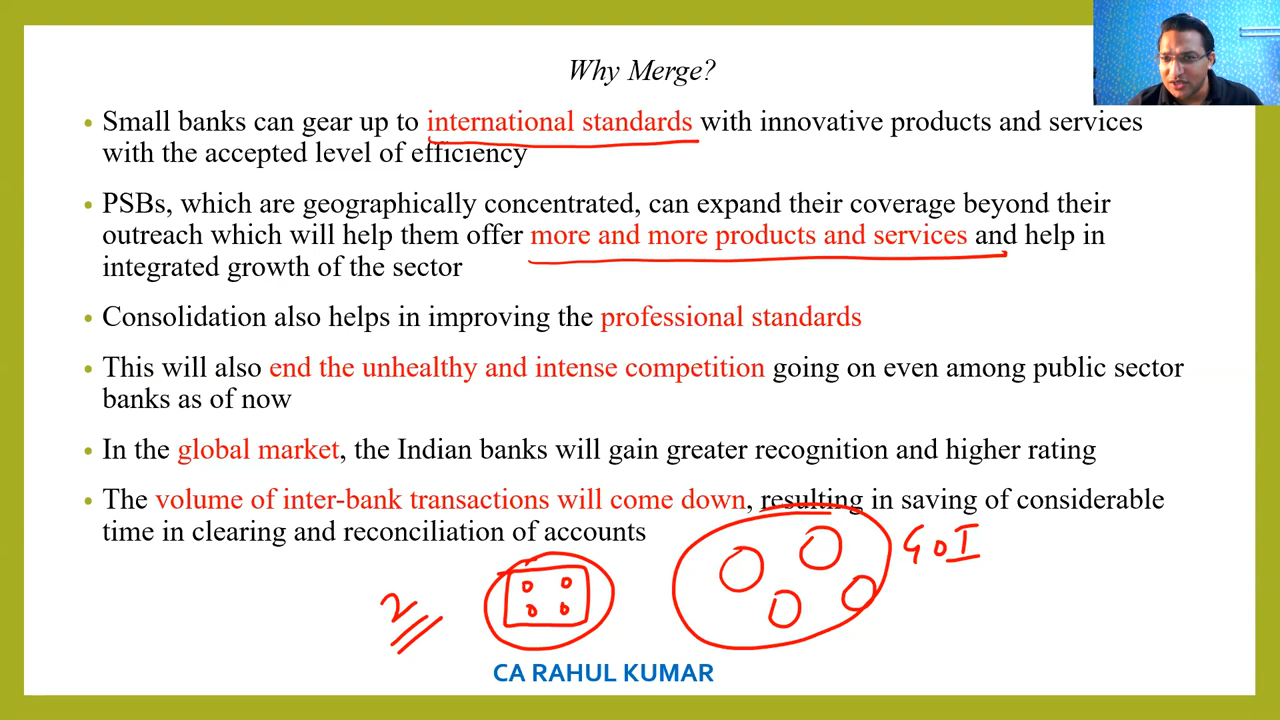 Why Merge?
• Small banks can gear up to international standards with innovative products and services
with the accepted level of efficiency
• PSBs, which are geographically concentrated, can expand their coverage beyond their
outreach which will help them offer more and more products and services and help in
integrated growth of the sector
• Consolidation also helps in improving the professional standards
• This will also end the unhealthy and intense competition going on even among public sector
banks as of now
• In the global market, the Indian banks will gain greater recognition and higher rating
• The volume of inter-bank transactions will come down, resulting in saving of considerable
time in clearing and reconciliation of accounts
GOI
2
CA RAHUL KUMAR